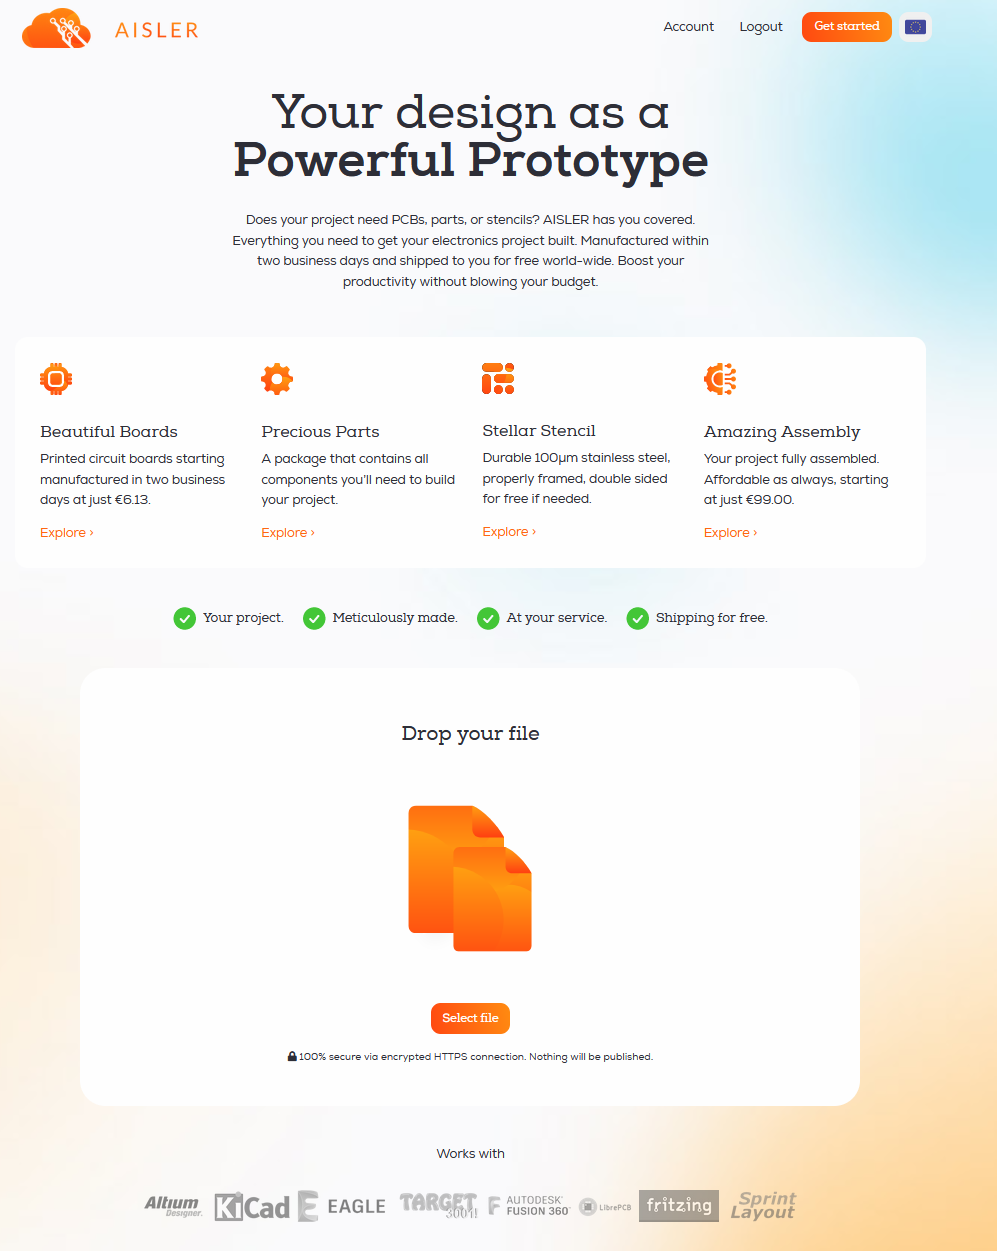 AISLER
Account Logout Get started
Your design as a
Powerful Prototype
Does your project need PCBs, parts, or stencils? AISLER has you covered.
Everything you need to get your electronics project built. Manufactured within
two business days and shipped to you for free world-wide. Boost your
productivity without blowing your budget.
Beautiful Boards
Printed circuit boards starting
manufactured in two business
days at just €6.13.
Explore ›
Precious Parts
A package that contains all
components you'll need to build
your project.
Explore ›
Stellar Stencil
Durable 100µm stainless steel,
properly framed, double sided
for free if needed.
Explore ›
Amazing Assembly
Your project fully assembled.
Affordable as always, starting
at just €99.00.
Explore ›
Your project. Meticulously made. At your service. Shipping for free.
Drop your file
Select file
100% secure via encrypted HTTPS connection. Nothing will be published.
Works with
Altium
Designer.
KiCad
E EAGLE
TARGET
3001!
F AUTODESK®
FUSION 360™
LibrePCB
fritzing
Sprint
Layout